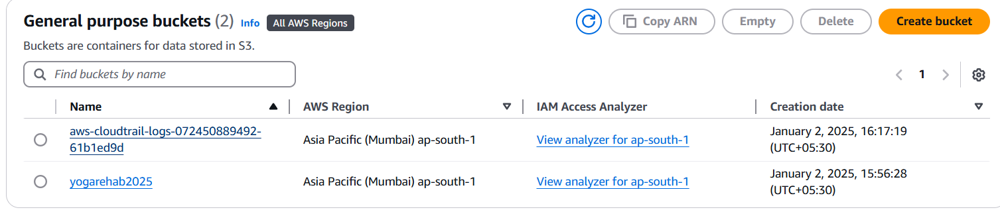 General purpose buckets (2) Info All AWS Regions Copy ARN Empty Delete Create bucket
Buckets are containers for data stored in S3.
Find buckets by name 1
Name AWS Region IAM Access Analyzer Creation date
aws-cloudtrail-logs-072450889492-
61b1ed9d
Asia Pacific (Mumbai) ap-south-1
View analyzer for ap-south-1
January 2, 2025, 16:17:19
(UTC+05:30)
yogarehab2025
Asia Pacific (Mumbai) ap-south-1
View analyzer for ap-south-1
January 2, 2025, 15:56:28
(UTC+05:30)